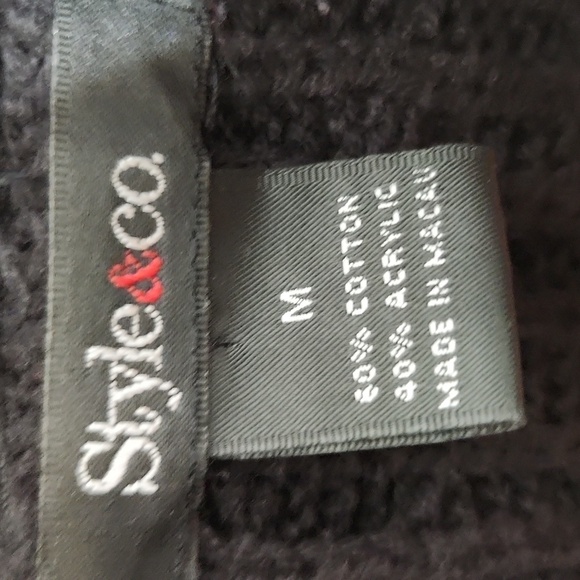 Style&co.
M
60% COTTON
40% ACRYLIC
MADE IN MACAU